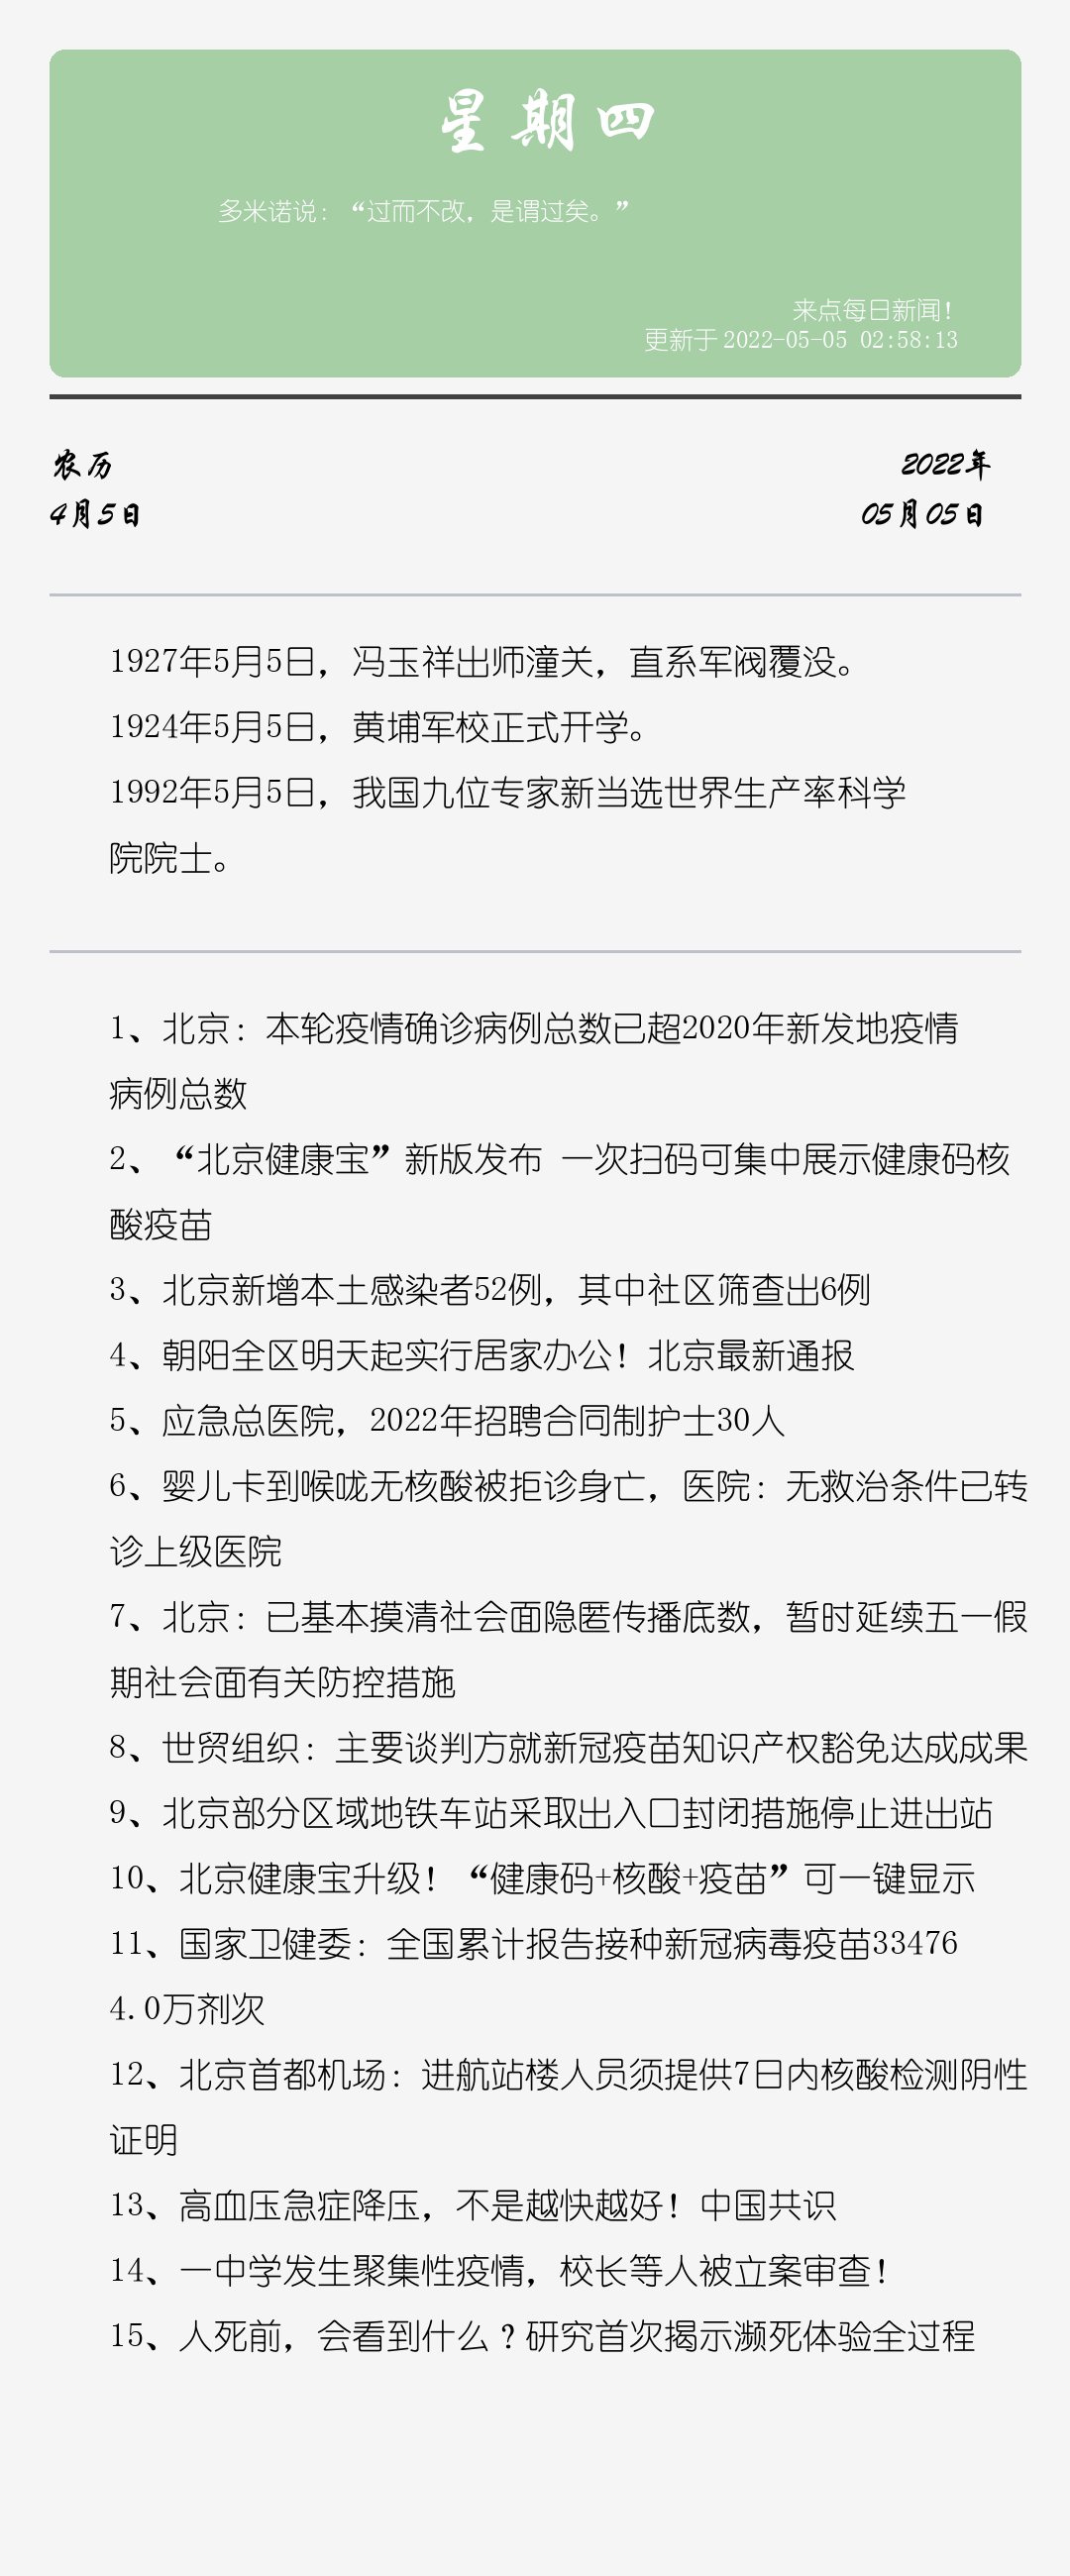 星期四
多米诺说：“过而不改，是谓过矣。”
来点每日新闻！
更新于2022-05-05 02:58:13
农历
2022年
4月5日
05月05日
1927年5月5日，冯玉祥出师潼关，直系军阀覆没。
1924年5月5日，黄埔军校正式开学。
1992年5月5日，我国九位专家新当选世界生产率科学
院院士。
1、北京：本轮疫情确诊病例总数已超2020年新发地疫情
病例总数
2、“北京健康宝”新版发布 一次扫码可集中展示健康码核
酸疫苗
3、北京新增本土感染者52例，其中社区筛查出6例
4、朝阳全区明天起实行居家办公！北京最新通报
5、应急总医院，2022年招聘合同制护士30人
6、婴儿卡到喉咙无核酸被拒诊身亡，医院：无救治条件已转
诊上级医院
7、北京：已基本摸清社会面隐匿传播底数，暂时延续五一假
期社会面有关防控措施
8、世贸组织：主要谈判方就新冠疫苗知识产权豁免达成成果
9、北京部分区域地铁车站采取出入口封闭措施停止进出站
10、北京健康宝升级！“健康码+核酸+疫苗”可一键显示
11、国家卫健委：全国累计报告接种新冠病毒疫苗33476
4.0万剂次
12、北京首都机场：进航站楼人员须提供7日内核酸检测阴性
证明
13、高血压急症降压，不是越快越好！中国共识
14、一中学发生聚集性疫情，校长等人被立案审查！
15、人死前，会看到什么？研究首次揭示濒死体验全过程